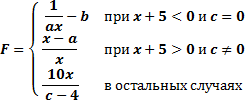 F = { 1/ax − b при x + 5 < 0 и c = 0
x − a/x при x + 5 > 0 и c ≠ 0
10x/c − 4 в остальных случаях